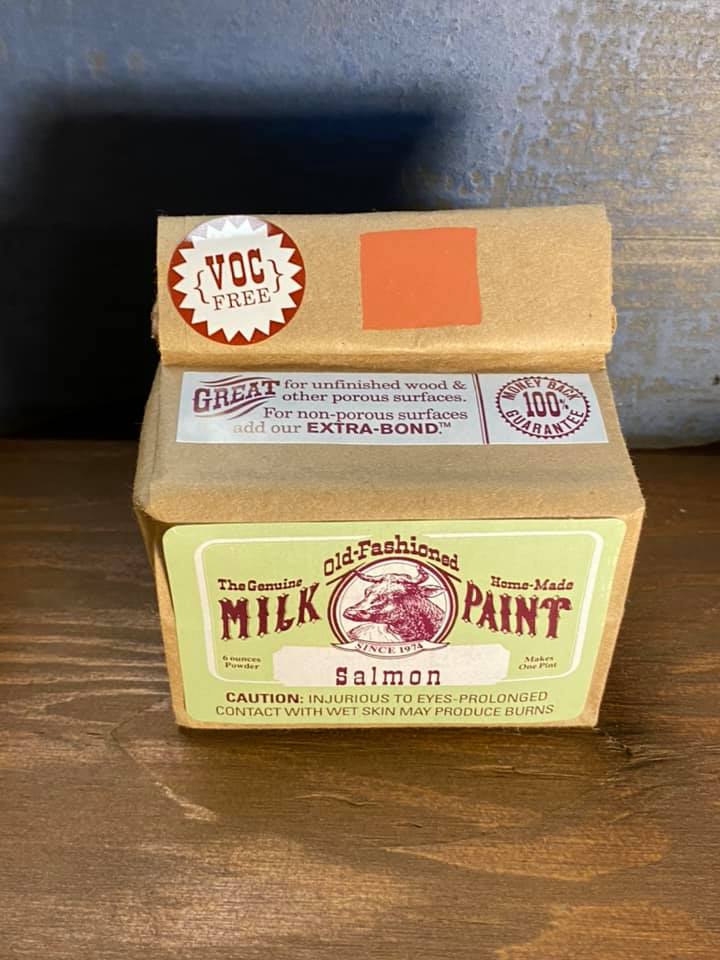 {VOC}
FREE
GREAT for unfinished wood &
other porous surfaces.
For non-porous surfaces
add our EXTRA-BOND.™
MONEY BACK
100%
GUARANTEE
Old-Fashioned
The Genuine
Home-Made
MILK PAINT
SINCE 1974
6 ounces
Powder
Makes
One Pint
Salmon
CAUTION: INJURIOUS TO EYES-PROLONGED
CONTACT WITH WET SKIN MAY PRODUCE BURNS